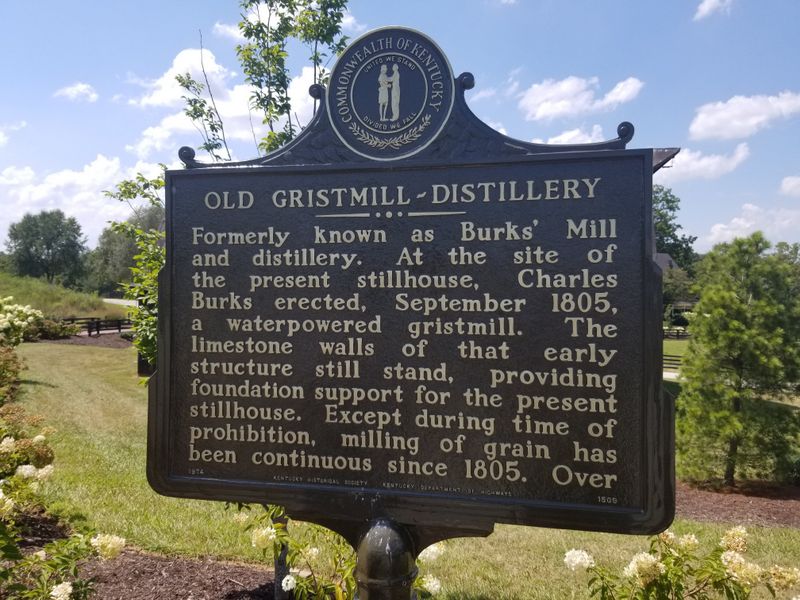 COMMONWEALTH OF KENTUCKY
UNITED WE STAND
DIVIDED WE FALL
OLD GRISTMILL-DISTILLERY
Formerly known as Burks' Mill
and distillery. At the site of
the present stillhouse, Charles
Burks erected, September 1805,
a waterpowered gristmill. The
limestone walls of that early
structure still stand, providing
foundation support for the present
stillhouse. Except during time of
prohibition, milling of grain has
been continuous since 1805. Over
1974 KENTUCKY HISTORICAL SOCIETY KENTUCKY DEPARTMENT OF HIGHWAYS 1509